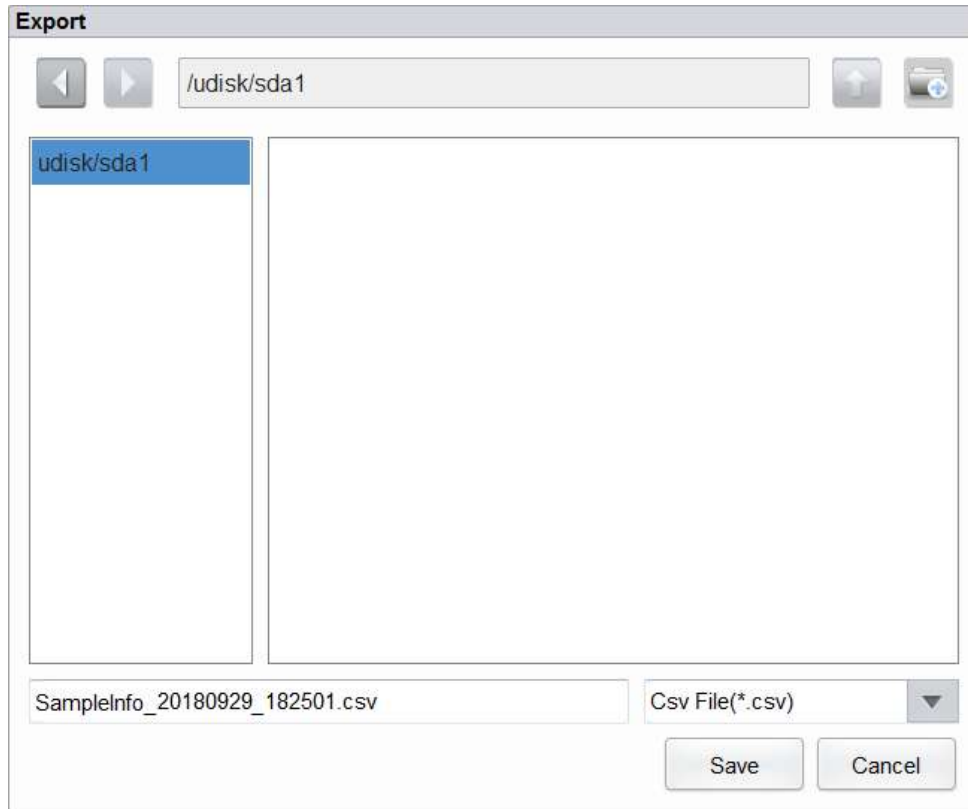 Export
/udisk/sda1
udisk/sda1
SampleInfo_20180929_182501.csv
Csv File(*.csv)
Save
Cancel